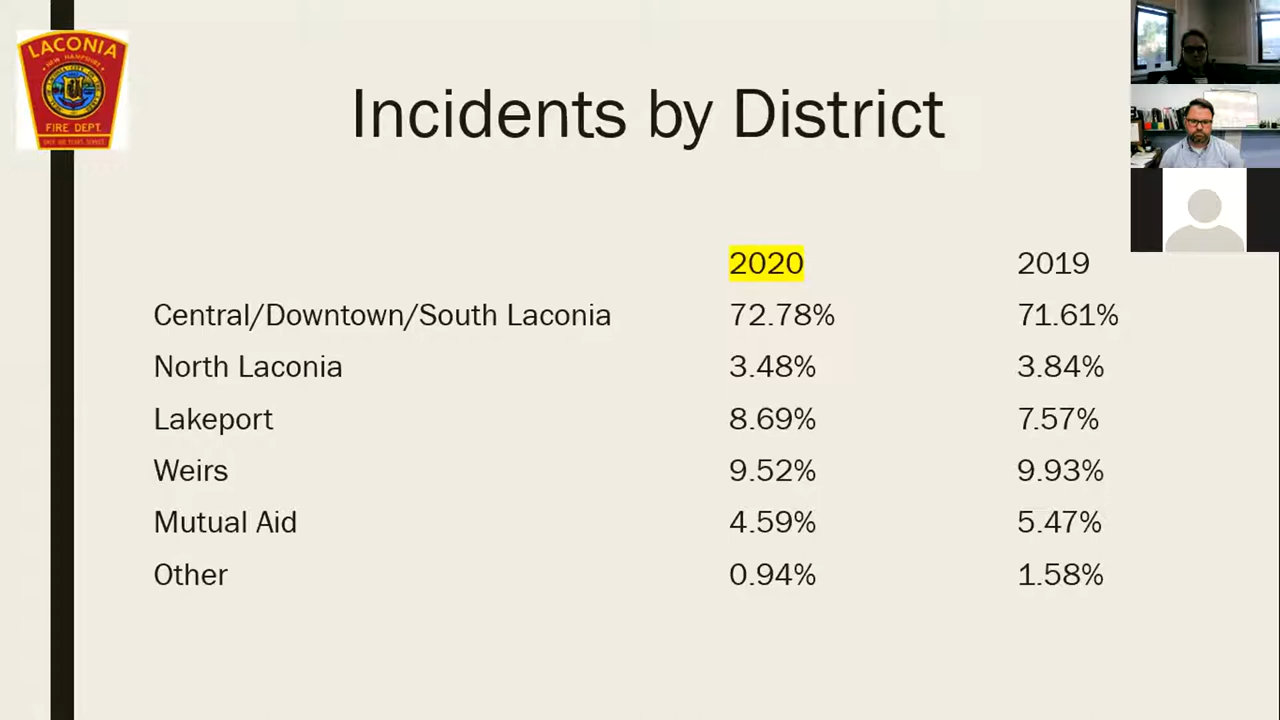 LACONIA
NEW HAMPSHIRE
FIRE DEPT.
Incidents by District
2020 2019
Central/Downtown/South Laconia 72.78% 71.61%
North Laconia 3.48% 3.84%
Lakeport 8.69% 7.57%
Weirs 9.52% 9.93%
Mutual Aid 4.59% 5.47%
Other 0.94% 1.58%